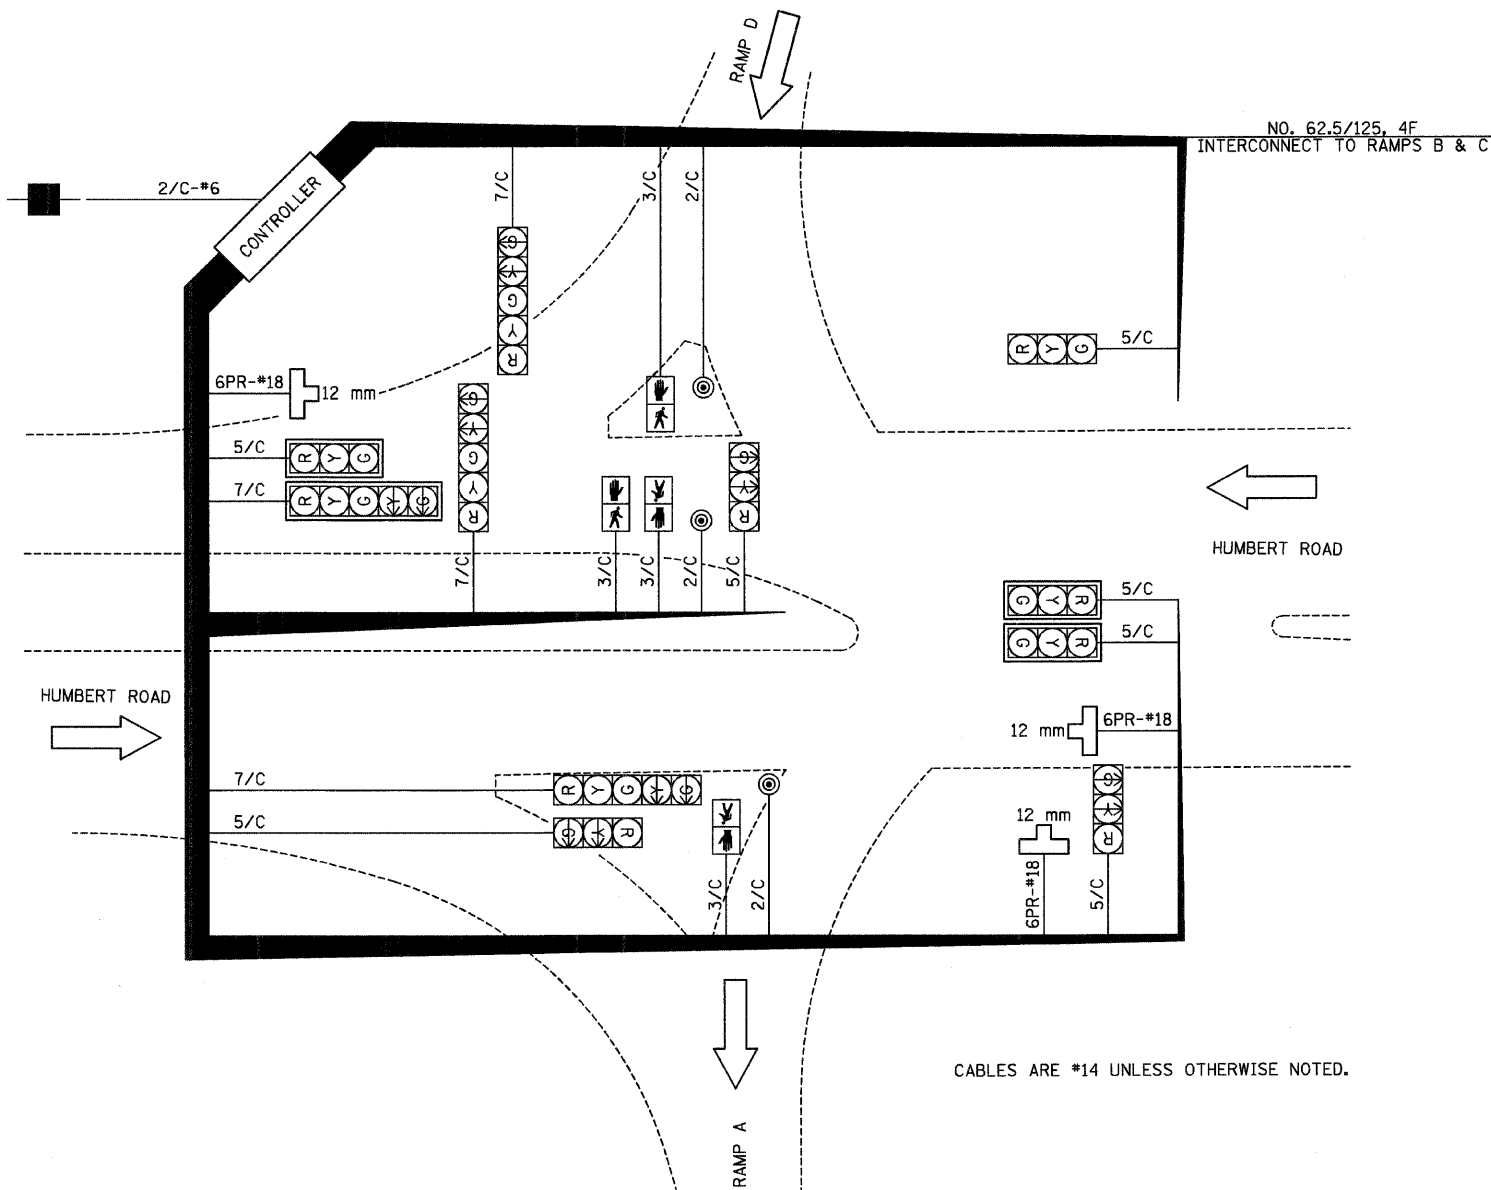 RAMP D
NO. 62.5/125, 4F
INTERCONNECT TO RAMPS B & C
2/C-#6
CONTROLLER
7/C
3/C
2/C
G
Y
G
Y
R
R Y G
5/C
6PR-#18
12 mm
5/C
R Y G
7/C
R Y G Y G
G
Y
G
Y
R
G
Y
R
7/C
3/C
3/C
2/C
5/C
HUMBERT ROAD
G Y R
5/C
G Y R
5/C
HUMBERT ROAD
12 mm
6PR-#18
7/C
R Y G Y G
5/C
G Y R
3/C
2/C
12 mm
6PR-#18
G
Y
R
5/C
CABLES ARE #14 UNLESS OTHERWISE NOTED.
RAMP A